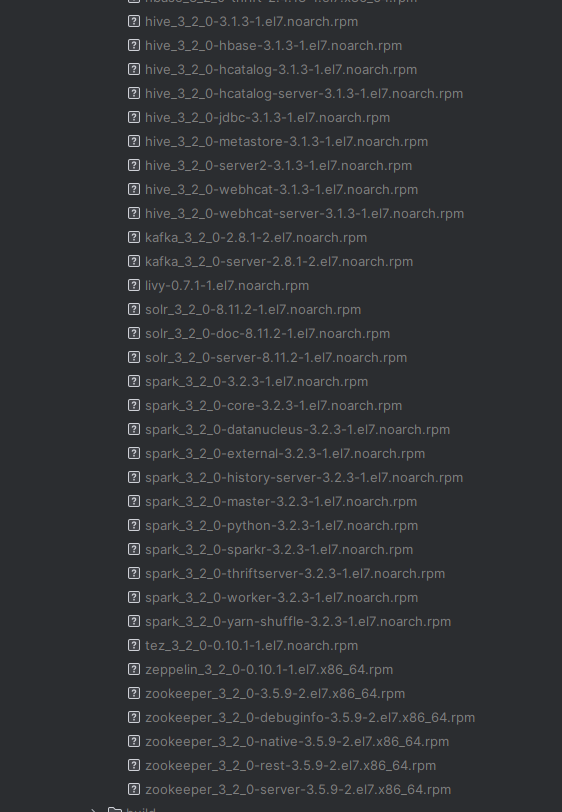 hive_3_2_0-3.1.3-1.el7.noarch.rpm
hive_3_2_0-hbase-3.1.3-1.el7.noarch.rpm
hive_3_2_0-hcatalog-3.1.3-1.el7.noarch.rpm
hive_3_2_0-hcatalog-server-3.1.3-1.el7.noarch.rpm
hive_3_2_0-jdbc-3.1.3-1.el7.noarch.rpm
hive_3_2_0-metastore-3.1.3-1.el7.noarch.rpm
hive_3_2_0-server2-3.1.3-1.el7.noarch.rpm
hive_3_2_0-webhcat-3.1.3-1.el7.noarch.rpm
hive_3_2_0-webhcat-server-3.1.3-1.el7.noarch.rpm
kafka_3_2_0-2.8.1-2.el7.noarch.rpm
kafka_3_2_0-server-2.8.1-2.el7.noarch.rpm
livy-0.7.1-1.el7.noarch.rpm
solr_3_2_0-8.11.2-1.el7.noarch.rpm
solr_3_2_0-doc-8.11.2-1.el7.noarch.rpm
solr_3_2_0-server-8.11.2-1.el7.noarch.rpm
spark_3_2_0-3.2.3-1.el7.noarch.rpm
spark_3_2_0-core-3.2.3-1.el7.noarch.rpm
spark_3_2_0-datanucleus-3.2.3-1.el7.noarch.rpm
spark_3_2_0-external-3.2.3-1.el7.noarch.rpm
spark_3_2_0-history-server-3.2.3-1.el7.noarch.rpm
spark_3_2_0-master-3.2.3-1.el7.noarch.rpm
spark_3_2_0-python-3.2.3-1.el7.noarch.rpm
spark_3_2_0-sparkr-3.2.3-1.el7.noarch.rpm
spark_3_2_0-thriftserver-3.2.3-1.el7.noarch.rpm
spark_3_2_0-worker-3.2.3-1.el7.noarch.rpm
spark_3_2_0-yarn-shuffle-3.2.3-1.el7.noarch.rpm
tez_3_2_0-0.10.1-1.el7.noarch.rpm
zeppelin_3_2_0-0.10.1-1.el7.x86_64.rpm
zookeeper_3_2_0-3.5.9-2.el7.x86_64.rpm
zookeeper_3_2_0-debuginfo-3.5.9-2.el7.x86_64.rpm
zookeeper_3_2_0-native-3.5.9-2.el7.x86_64.rpm
zookeeper_3_2_0-rest-3.5.9-2.el7.x86_64.rpm
zookeeper_3_2_0-server-3.5.9-2.el7.x86_64.rpm
build